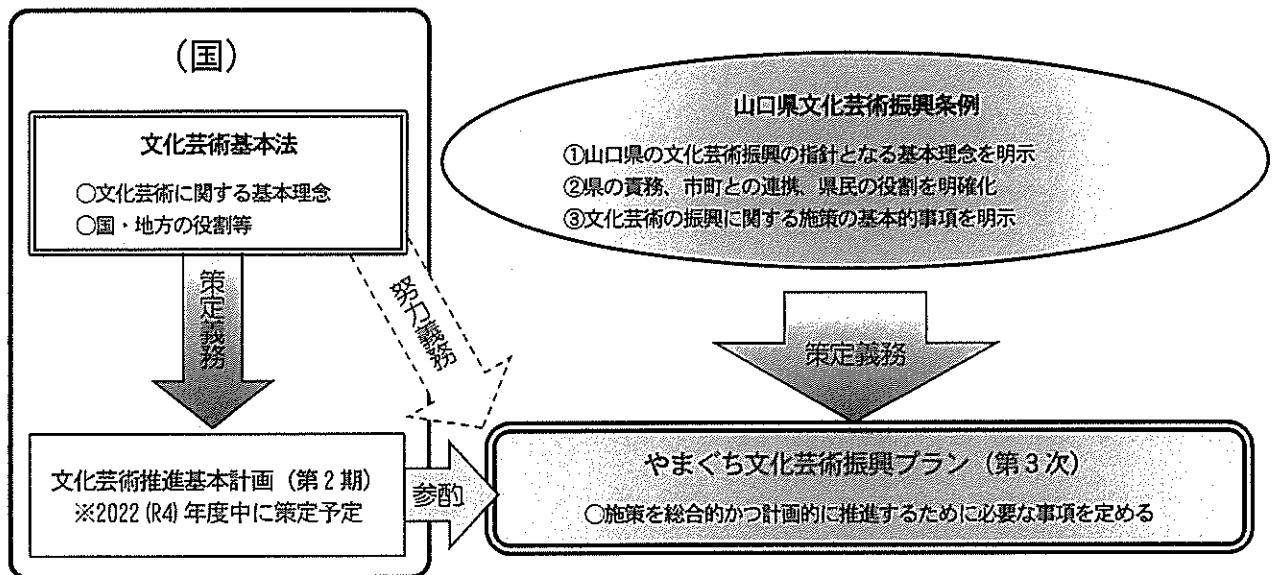 （国）
文化芸術基本法
○文化芸術に関する基本理念
○国・地方の役割等
策定義務
努力義務
文化芸術推進基本計画（第２期）
※2022(R4)年度中に策定予定
参酌
山口県文化芸術振興条例
①山口県の文化芸術振興の指針となる基本理念を明示
②県の責務、市町との連携、県民の役割を明確化
③文化芸術の振興に関する施策の基本的事項を明示
策定義務
やまぐち文化芸術振興プラン（第３次）
○施策を総合的かつ計画的に推進するために必要な事項を定める